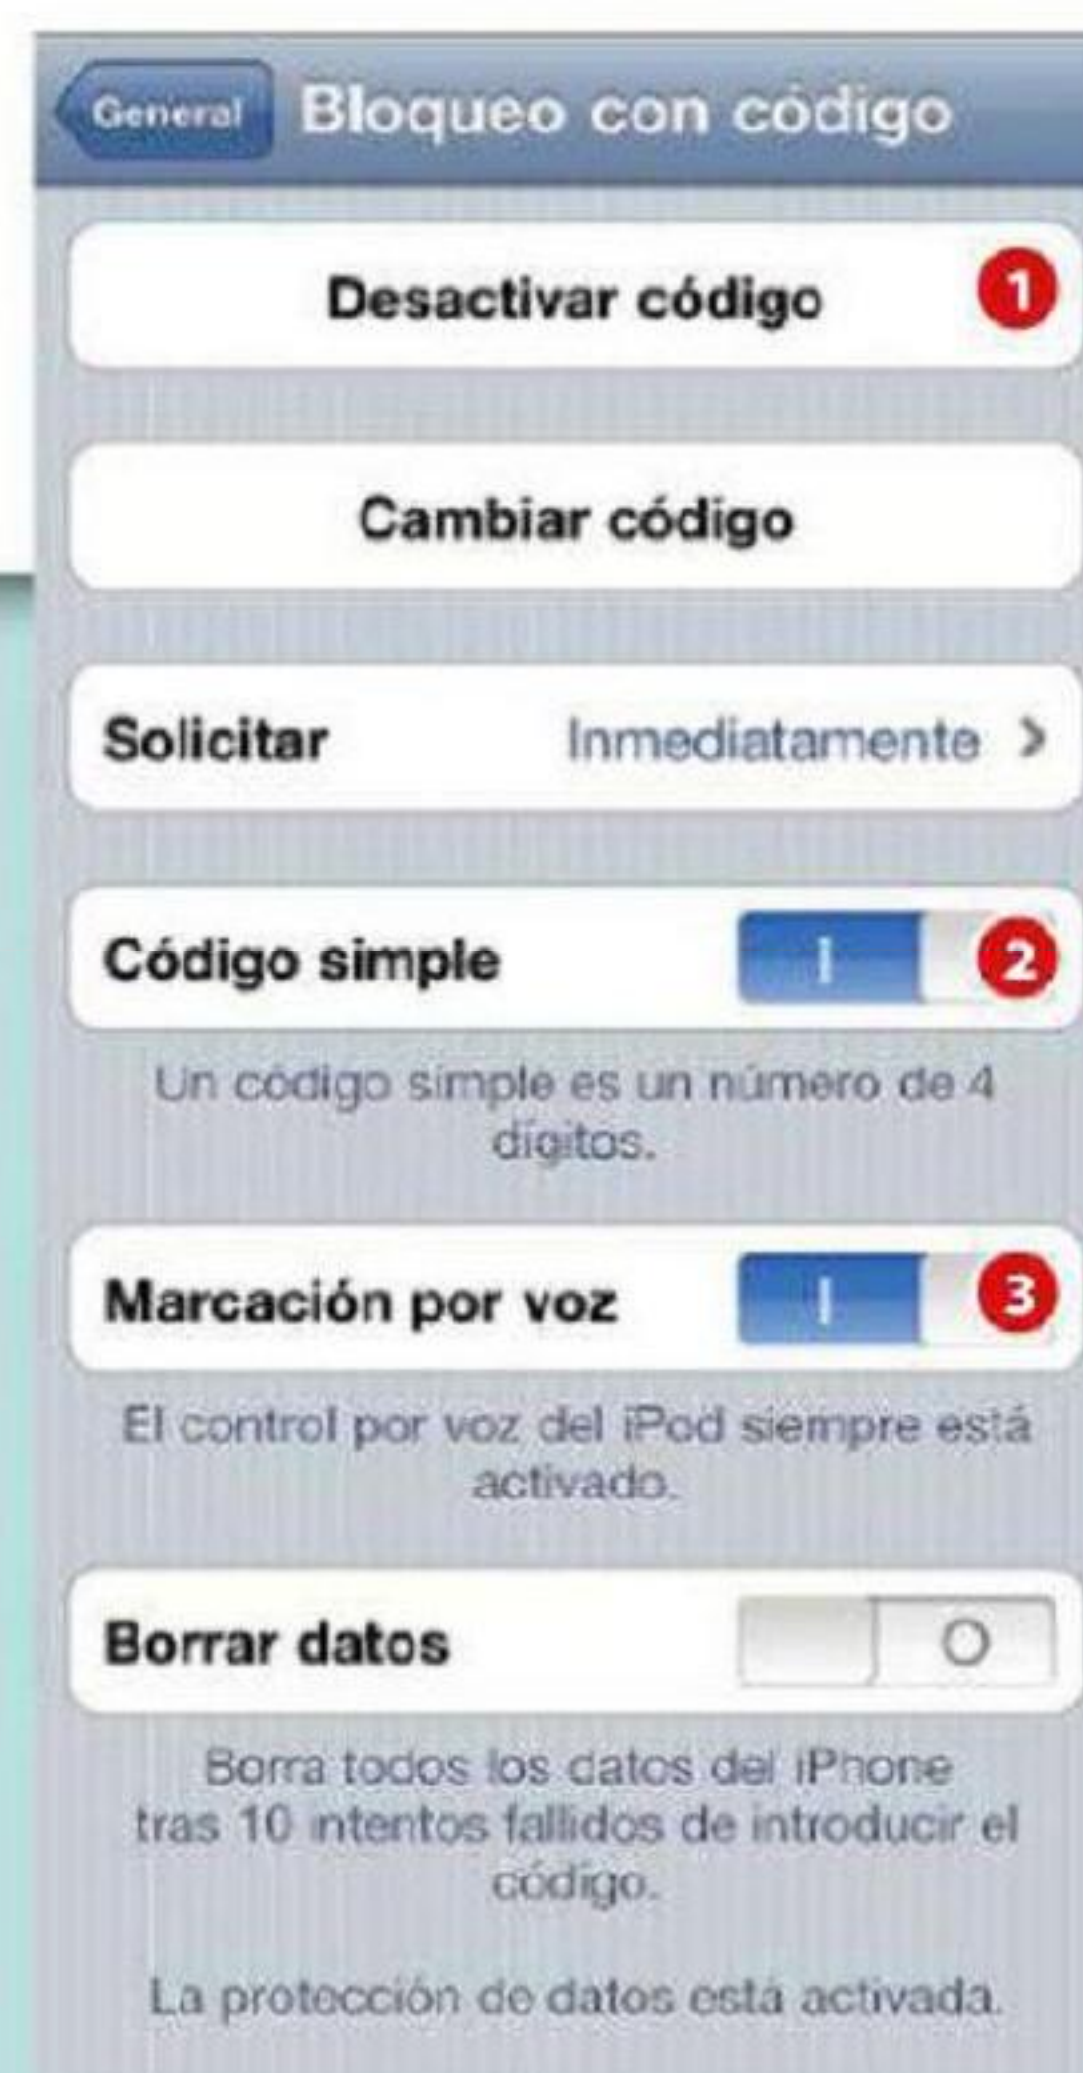 General
Bloqueo con código
Desactivar código
1
Cambiar código
Solicitar
Inmediatamente
Código simple
2
Un código simple es un número de 4
dígitos.
Marcación por voz
3
El control por voz del iPod siempre está
activado.
Borrar datos
Borra todos los datos del iPhone
tras 10 intentos fallidos de introducir el
código.
La protección de datos está activada.